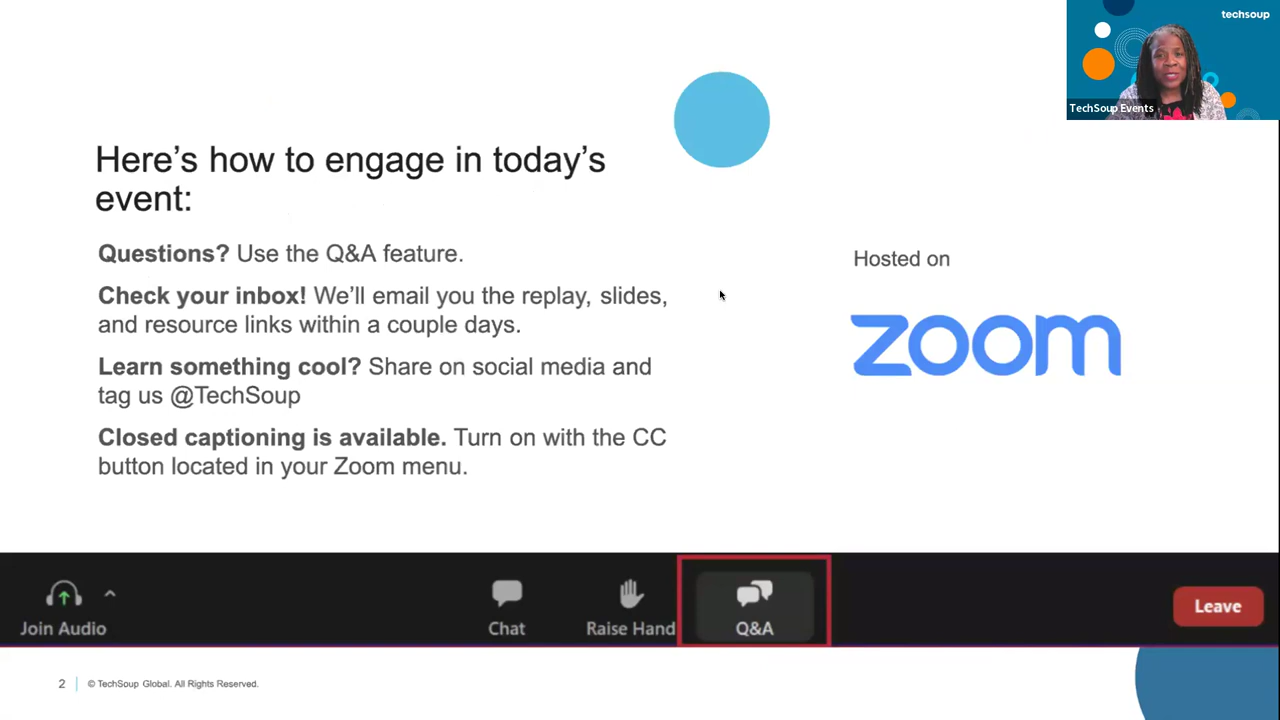 techsoup
TechSoup Events
Here's how to engage in today's
event:
Questions? Use the Q&A feature.
Check your inbox! We'll email you the replay, slides,
and resource links within a couple days.
Learn something cool? Share on social media and
tag us @TechSoup
Closed captioning is available. Turn on with the CC
button located in your Zoom menu.
Hosted on
zoom
Join Audio
Chat
Raise Hand
Q&A
Leave
2
© TechSoup Global. All Rights Reserved.